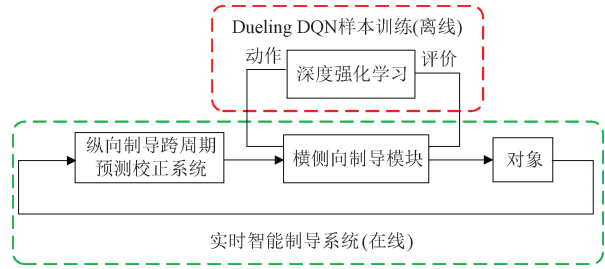 Dueling DQN样本训练(离线)
动作
深度强化学习
评价
纵向制导跨周期
预测校正系统
横侧向制导模块
对象
实时智能制导系统(在线)